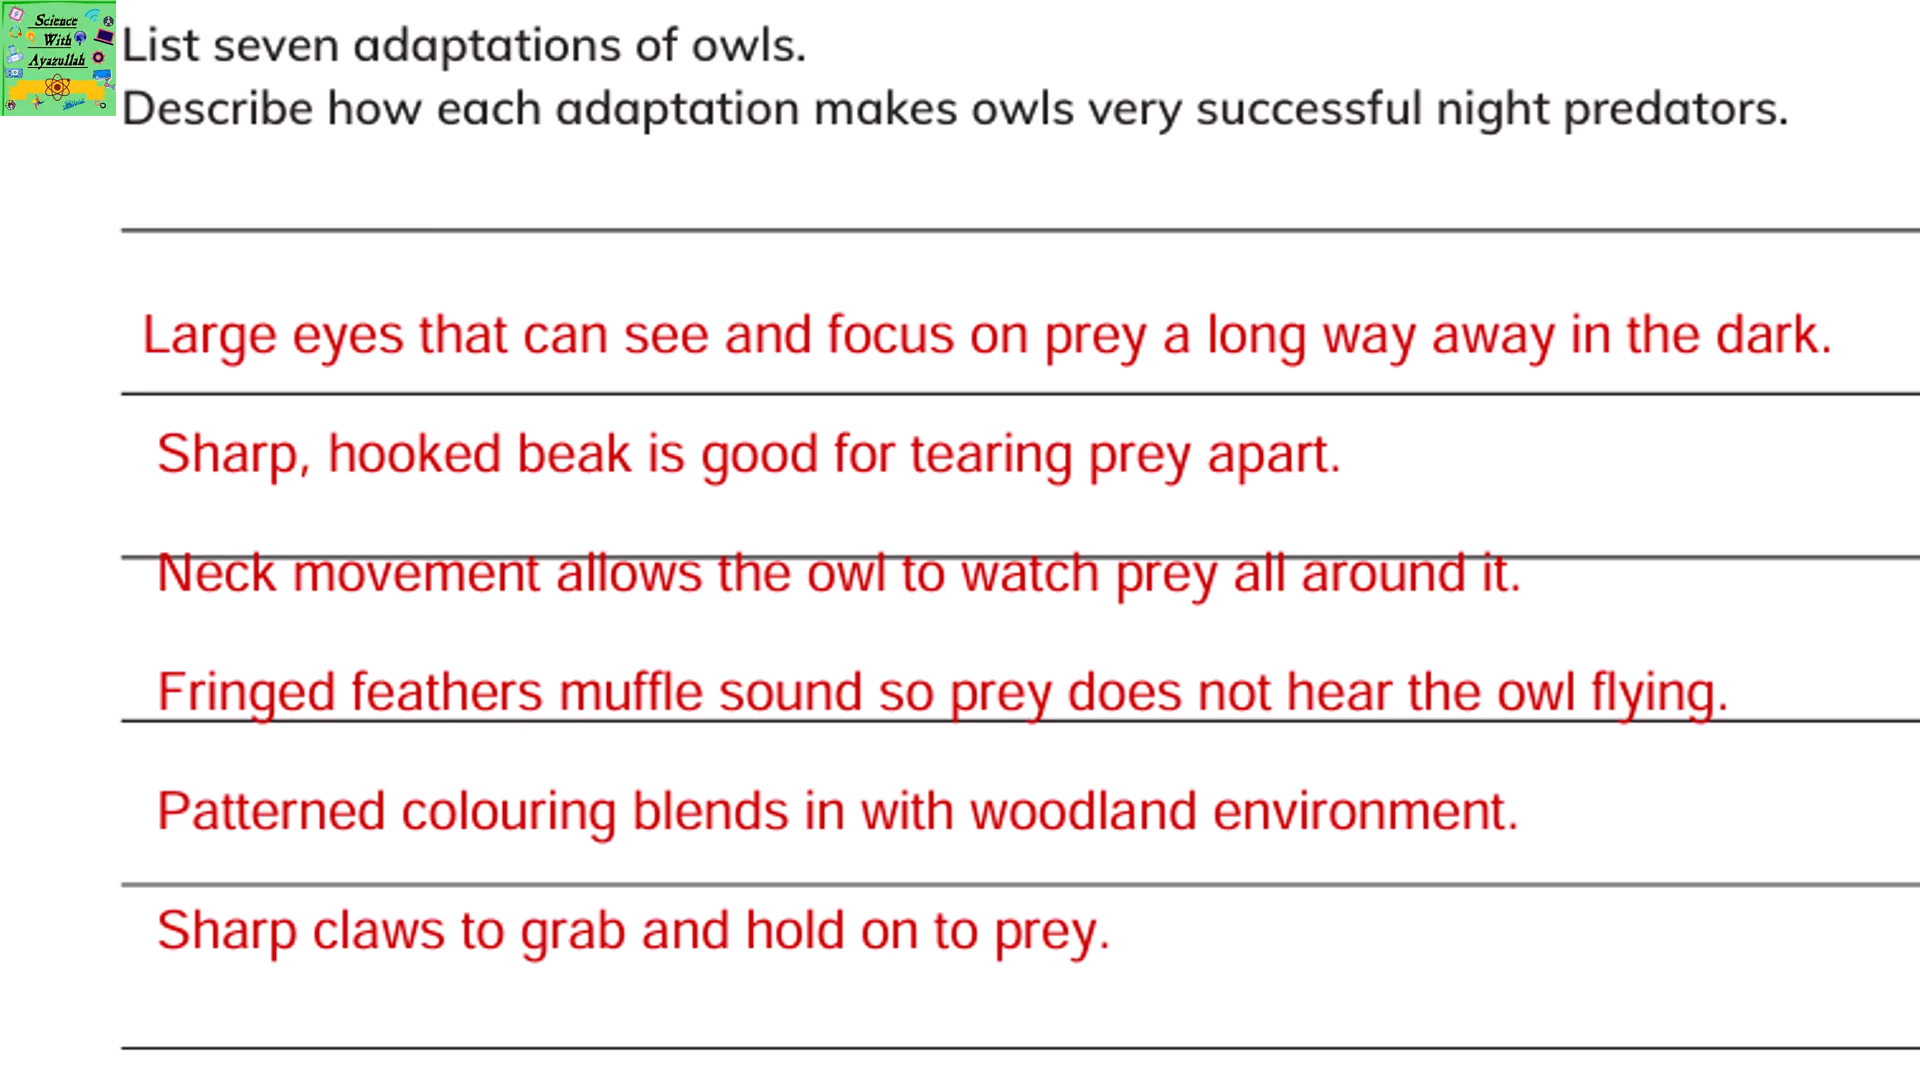 Science
With
Ayazullah
List seven adaptations of owls.
Describe how each adaptation makes owls very successful night predators.
Large eyes that can see and focus on prey a long way away in the dark.
Sharp, hooked beak is good for tearing prey apart.
Neck movement allows the owl to watch prey all around it.
Fringed feathers muffle sound so prey does not hear the owl flying.
Patterned colouring blends in with woodland environment.
Sharp claws to grab and hold on to prey.